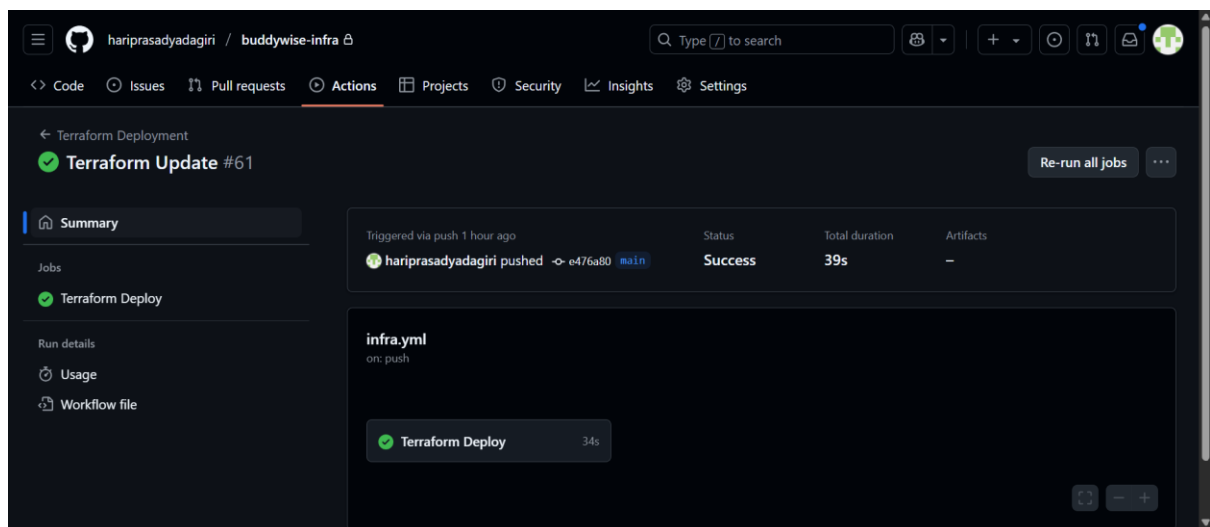 hariprasadyadagiri / buddywise-infra
Type / to search
Code Issues Pull requests Actions Projects Security Insights Settings
Terraform Deployment
Terraform Update #61
Re-run all jobs
Summary
Jobs
Terraform Deploy
Run details
Usage
Workflow file
Triggered via push 1 hour ago
hariprasadyadagiri pushed e476a80 main
Status
Success
Total duration
39s
Artifacts
–
infra.yml
on: push
Terraform Deploy 34s